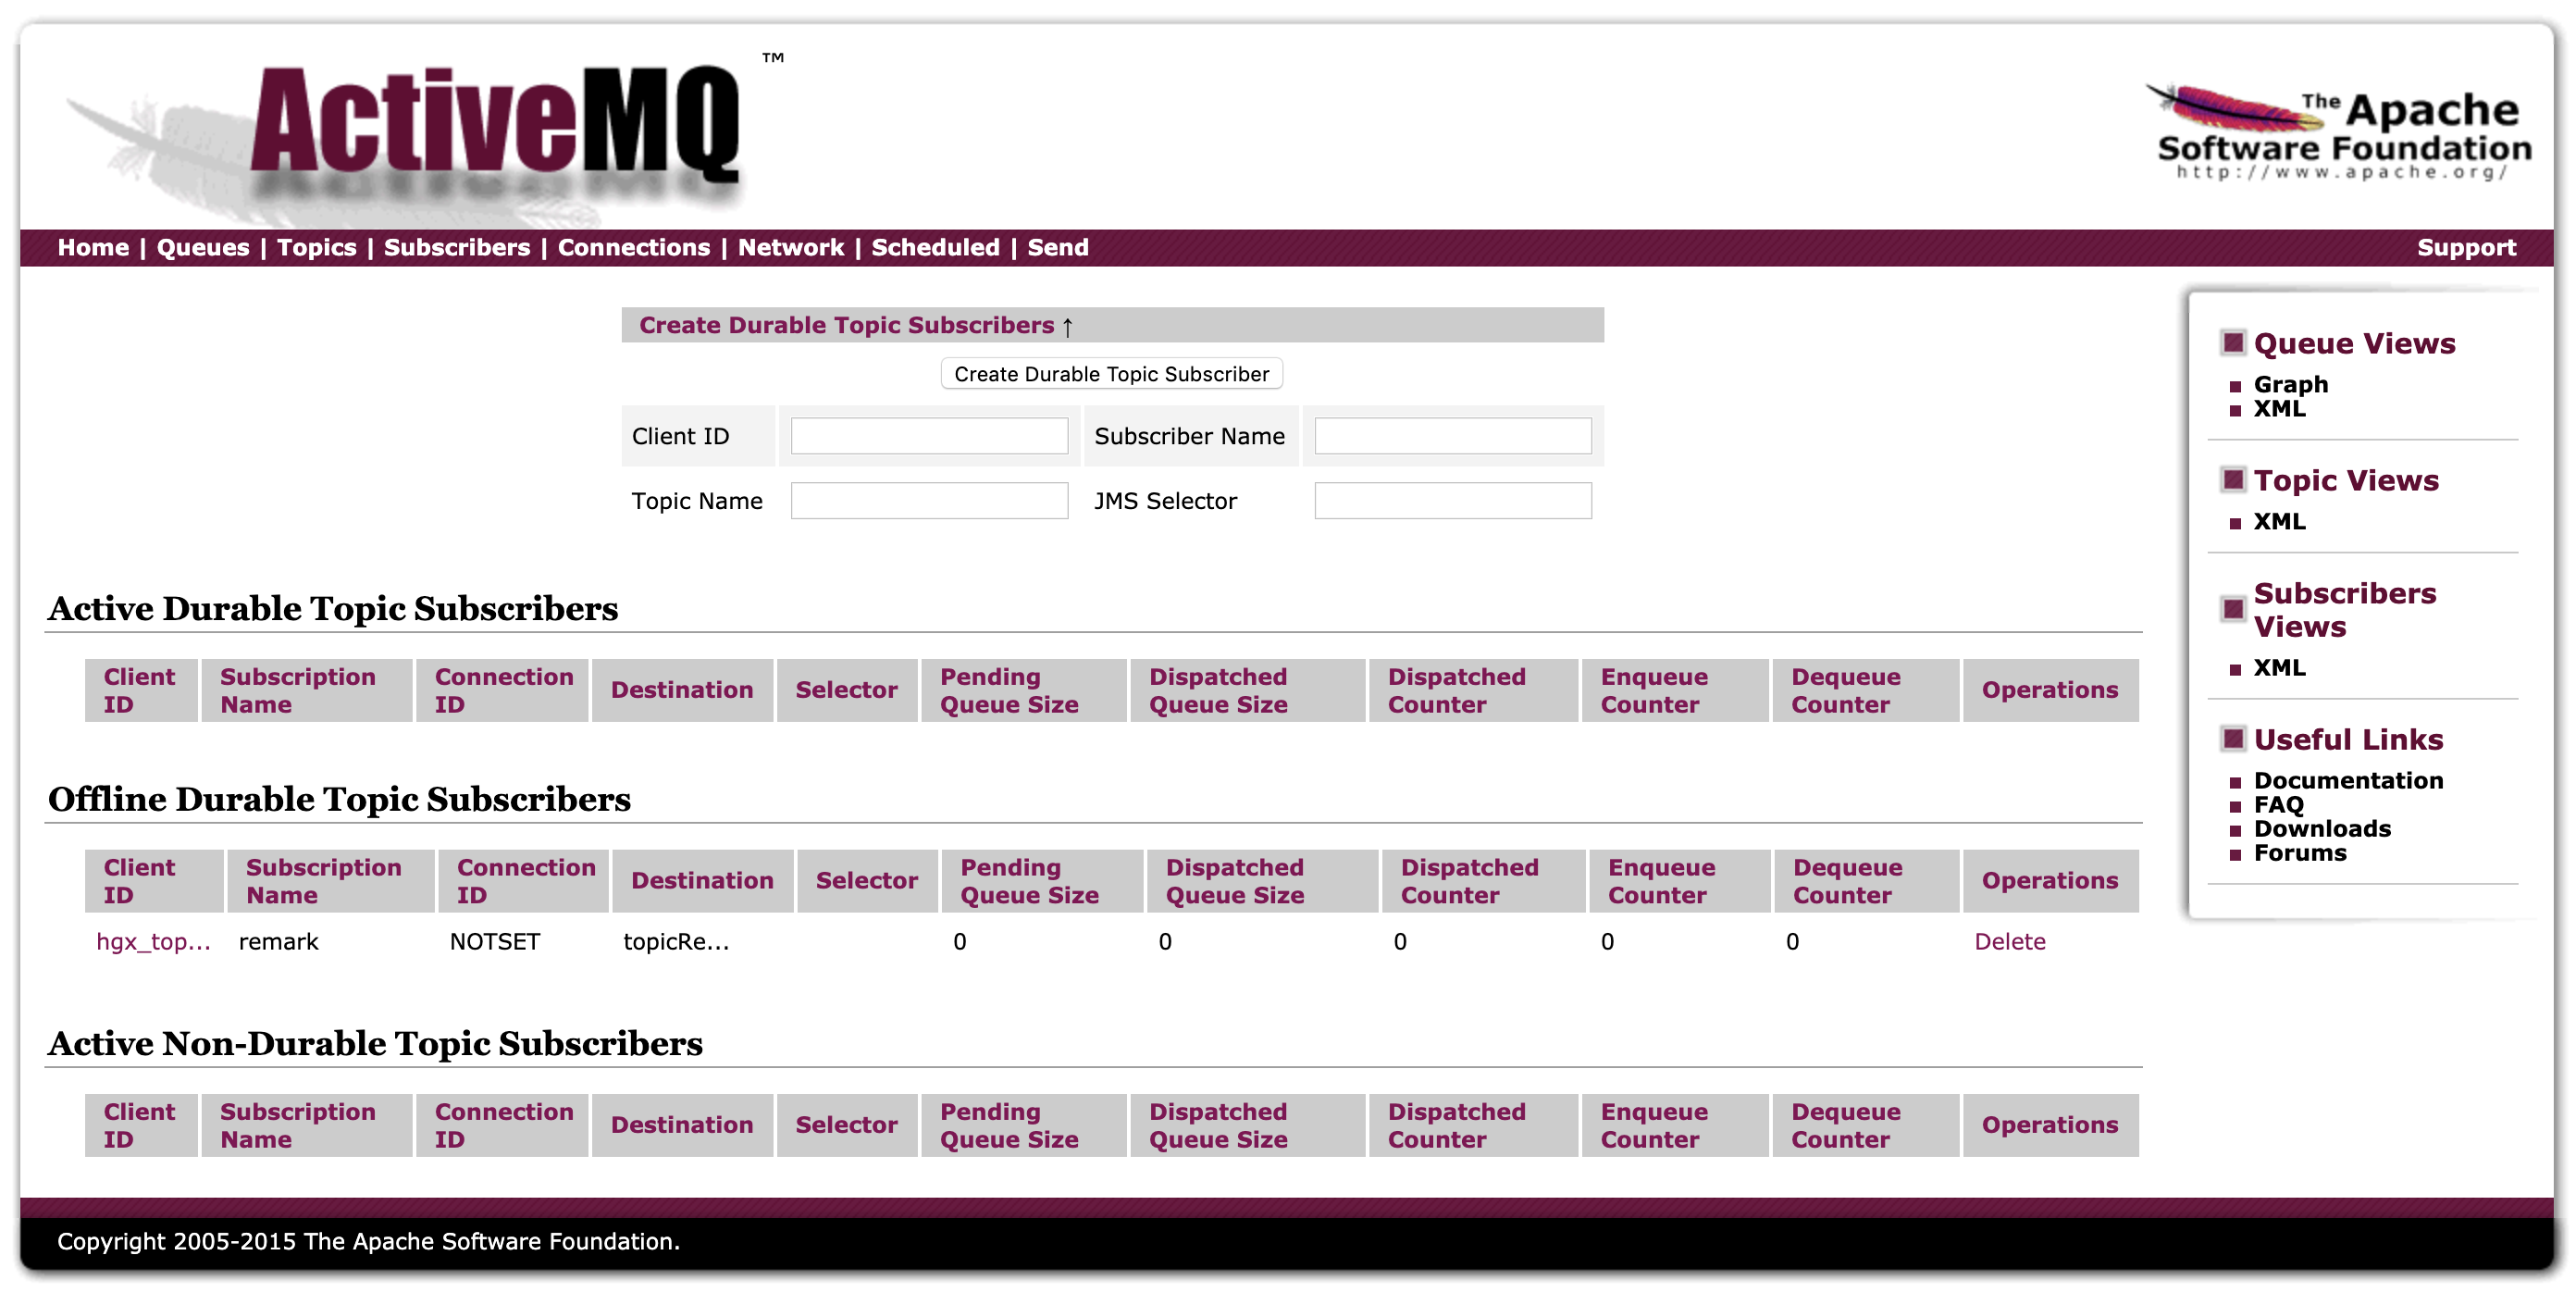 ActiveMQ ™
The Apache
Software Foundation
http://www.apache.org/
Home | Queues | Topics | Subscribers | Connections | Network | Scheduled | Send
Support
Create Durable Topic Subscribers ↑
Create Durable Topic Subscriber
Client ID Subscriber Name
Topic Name JMS Selector
Active Durable Topic Subscribers
Client ID Subscription Name Connection ID Destination Selector Pending Queue Size Dispatched Queue Size Dispatched Counter Enqueue Counter Dequeue Counter Operations
Offline Durable Topic Subscribers
Client ID Subscription Name Connection ID Destination Selector Pending Queue Size Dispatched Queue Size Dispatched Counter Enqueue Counter Dequeue Counter Operations
hgx_top... remark NOTSET topicRe... 0 0 0 0 0 Delete
Active Non-Durable Topic Subscribers
Client ID Subscription Name Connection ID Destination Selector Pending Queue Size Dispatched Queue Size Dispatched Counter Enqueue Counter Dequeue Counter Operations
Queue Views
Graph
XML
Topic Views
XML
Subscribers
Views
XML
Useful Links
Documentation
FAQ
Downloads
Forums
Copyright 2005-2015 The Apache Software Foundation.